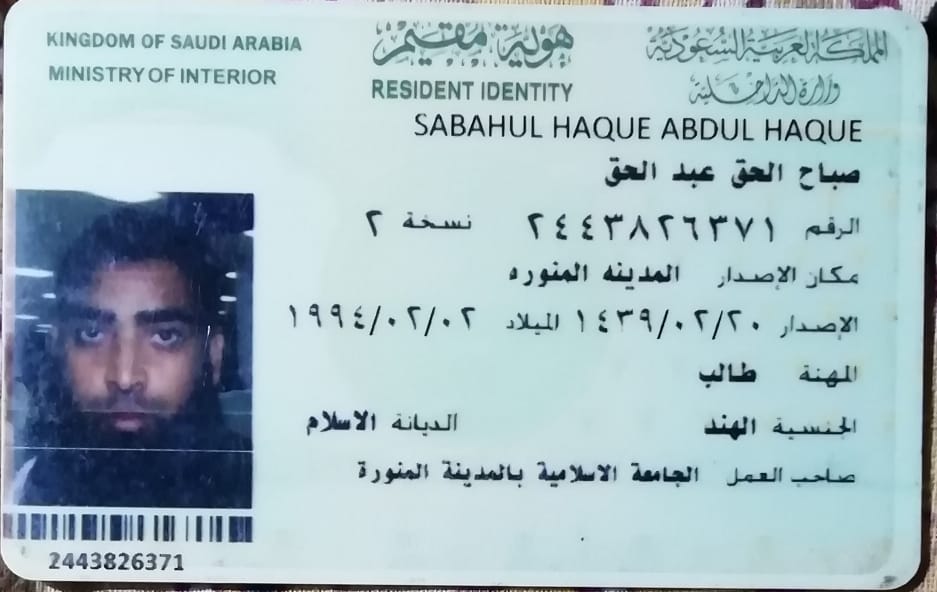 KINGDOM OF SAUDI ARABIA
MINISTRY OF INTERIOR
هوية مقيم
RESIDENT IDENTITY
المملكة العربية السعودية
وزارة الداخلية
SABAHUL HAQUE ABDUL HAQUE
صباح الحق عبد الحق
الرقم ٢٤٤٣٨٢٦٣٧١ نسخة ٢
مكان الإصدار المدينه المنوره
الإصدار ١٤٣٩/٠٢/٢٠ الميلاد ١٩٩٤/٠٢/٠٢
المهنة طالب
الجنسية الهند الديانة الاسلام
صاحب العمل الجامعة الاسلامية بالمدينة المنورة
2443826371